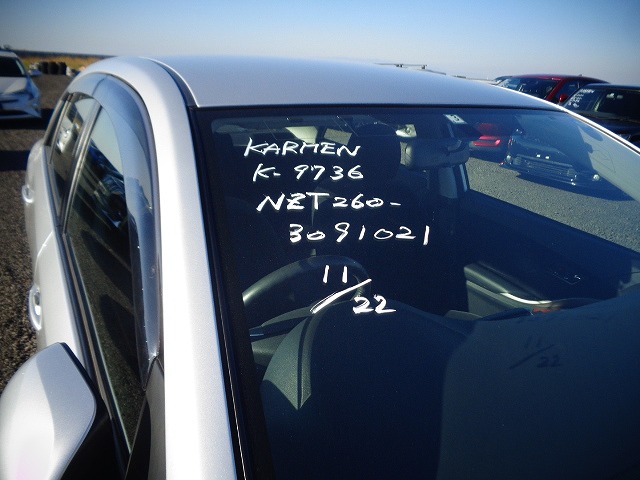 KARMEN
K-9736
NZT260-
3091021
11/22